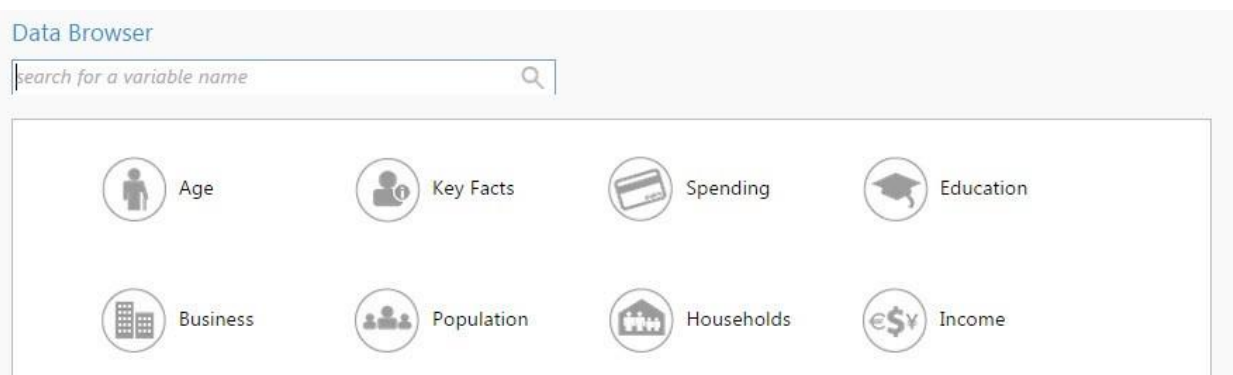 Data Browser
search for a variable name
Age Key Facts Spending Education
Business Population Households Income